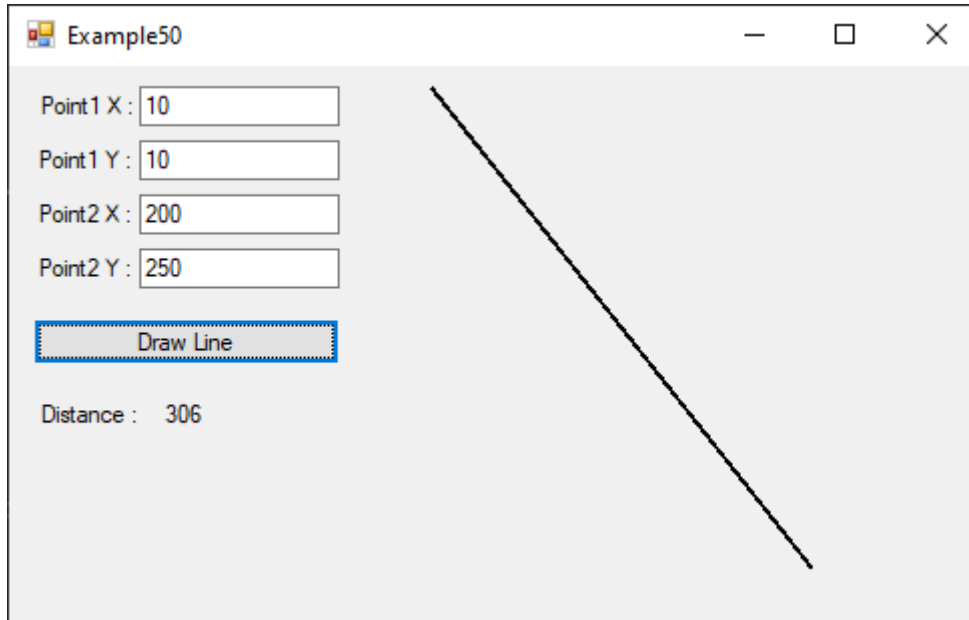 Example50
Point1 X : 10
Point1 Y : 10
Point2 X : 200
Point2 Y : 250
Draw Line
Distance : 306